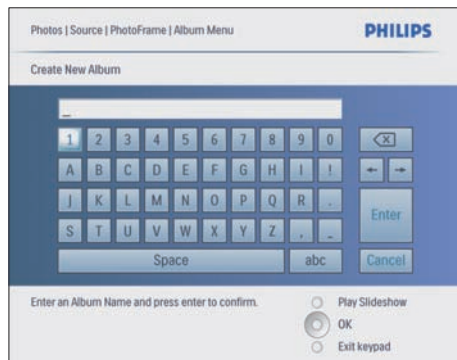 Photos | Source | PhotoFrame | Album Menu
PHILIPS
Create New Album
_
1 2 3 4 5 6 7 8 9 0
A B C D E F G H I !
← →
J K L M N O P Q R .
Enter
S T U V W X Y Z , _
Space abc Cancel
Enter an Album Name and press enter to confirm.
Play Slideshow
OK
Exit keypad